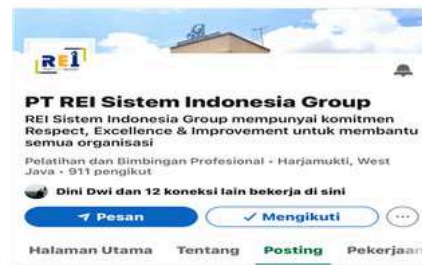 REI
PT REI Sistem Indonesia Group
REI Sistem Indonesia Group mempunyai komitmen
Respect, Excellence & Improvement untuk membantu
semua organisasi
Pelatihan dan Bimbingan Profesional • Harjamukti, West
Java • 911 pengikut
Dini Dwi dan 12 koneksi lain bekerja di sini
Pesan
Mengikuti
Halaman Utama Tentang Posting Pekerjaan